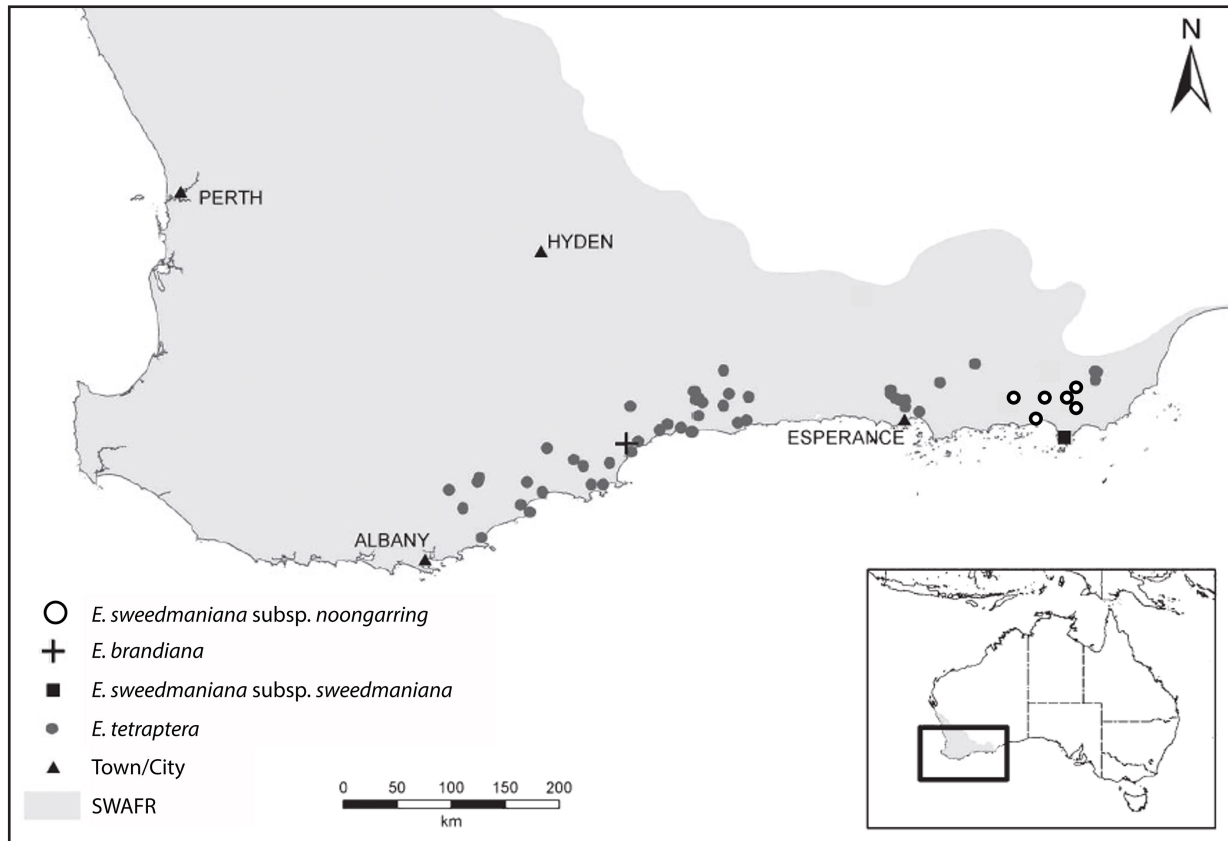 N
PERTH
HYDEN
ESPERANCE
ALBANY
E. sweedmaniana subsp. noongarring
E. brandiana
E. sweedmaniana subsp. sweedmaniana
E. tetraptera
Town/City
SWAFR
0 50 100 150 200
km